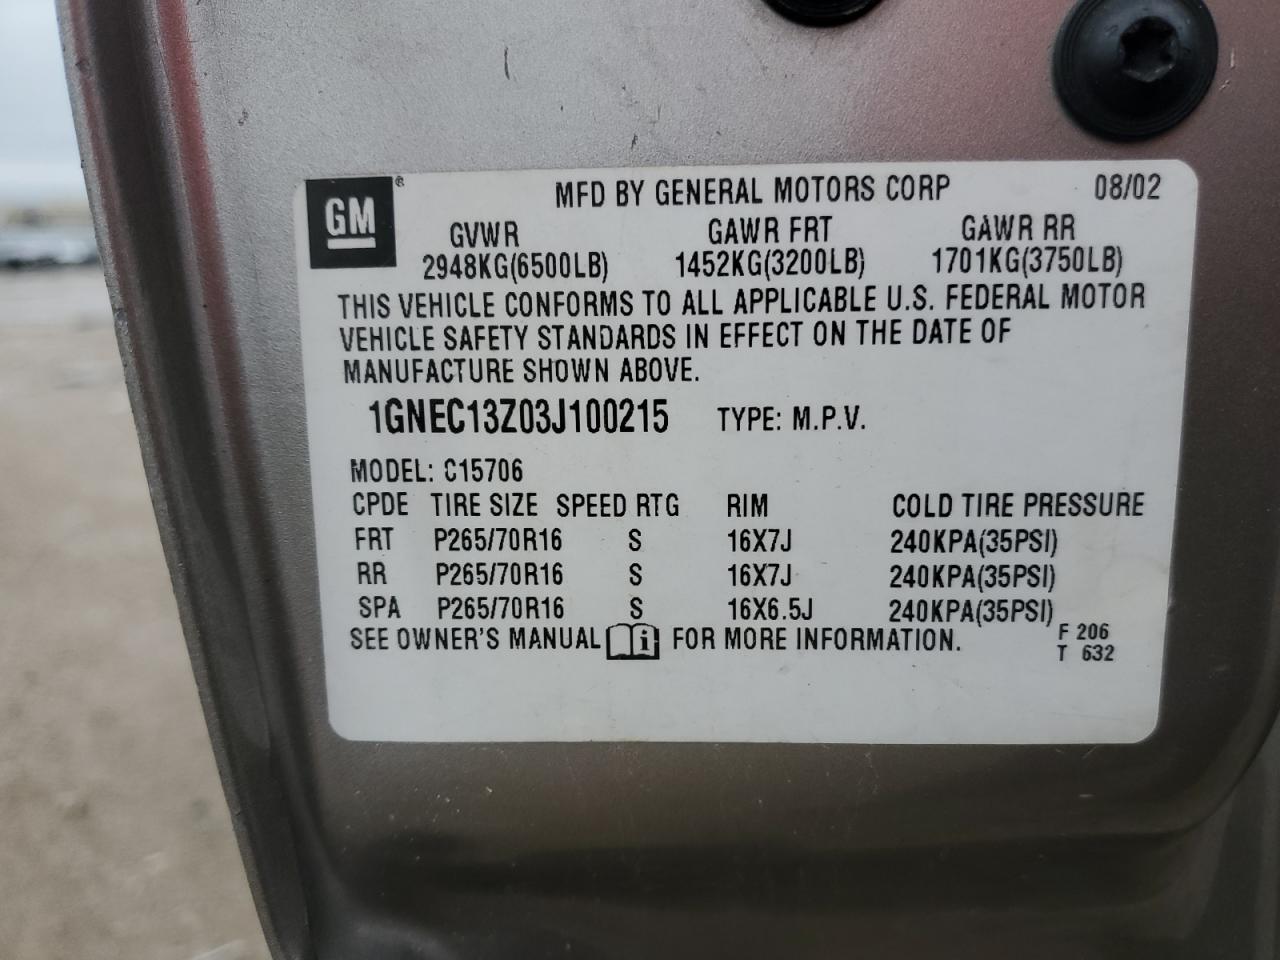 GM® MFD BY GENERAL MOTORS CORP 08/02
GVWR GAWR FRT GAWR RR
2948KG(6500LB) 1452KG(3200LB) 1701KG(3750LB)
THIS VEHICLE CONFORMS TO ALL APPLICABLE U.S. FEDERAL MOTOR
VEHICLE SAFETY STANDARDS IN EFFECT ON THE DATE OF
MANUFACTURE SHOWN ABOVE.
1GNEC13Z03J100215 TYPE: M.P.V.
MODEL: C15706
CPDE TIRE SIZE SPEED RTG RIM COLD TIRE PRESSURE
FRT P265/70R16 S 16X7J 240KPA(35PSI)
RR P265/70R16 S 16X7J 240KPA(35PSI)
SPA P265/70R16 S 16X6.5J 240KPA(35PSI)
SEE OWNER'S MANUAL i FOR MORE INFORMATION. F 206
T 632